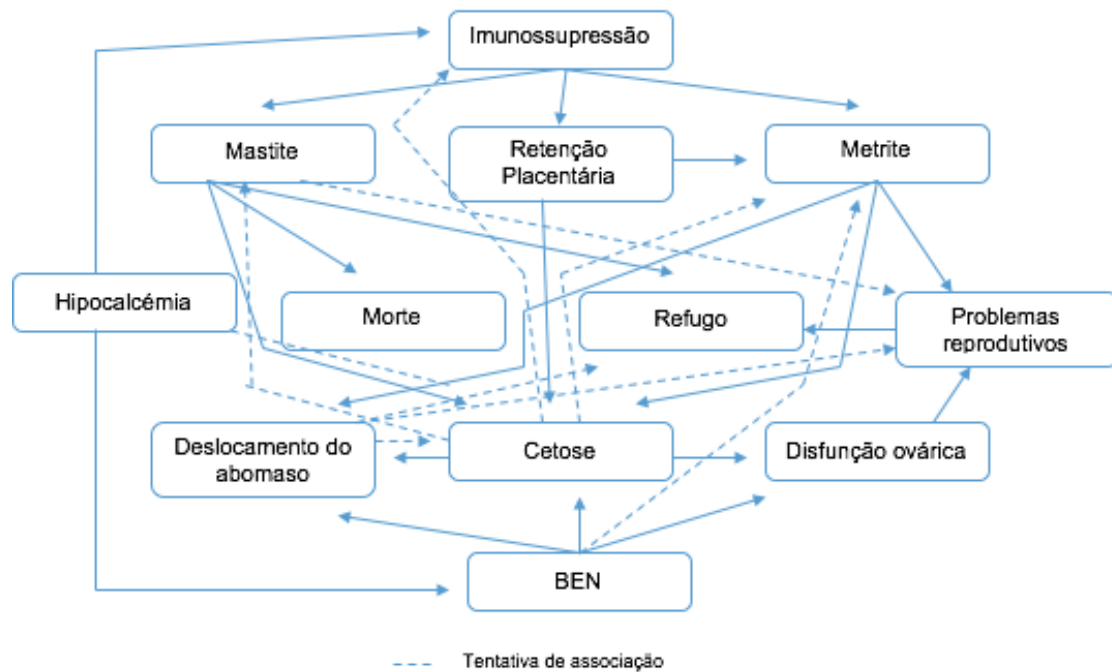 Imunossupressão
Mastite
Retenção
Placentária
Metrite
Hipocalcémia
Morte
Refugo
Problemas
reprodutivos
Deslocamento do
abomaso
Cetose
Disfunção ovárica
BEN
Tentativa de associação